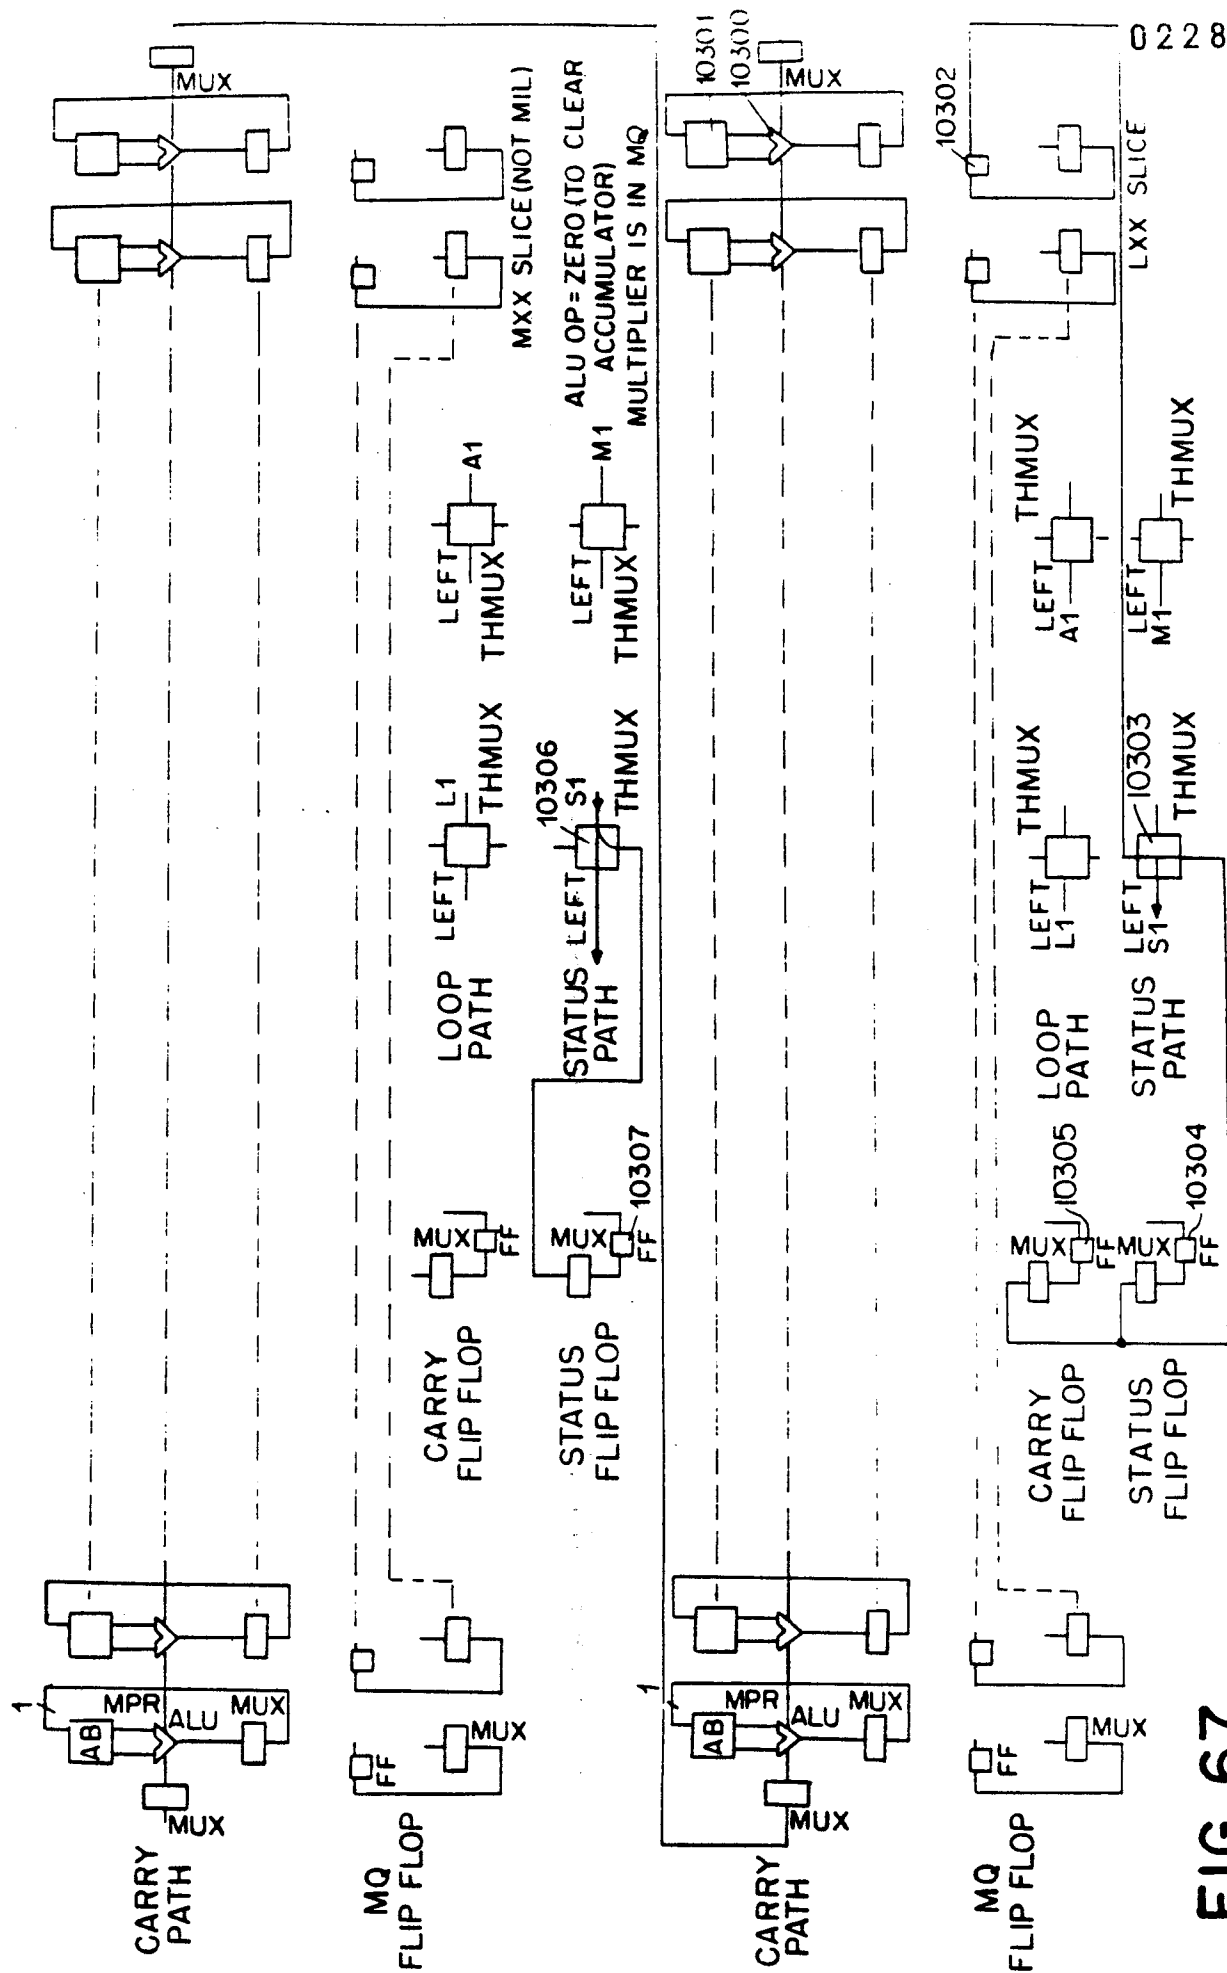 CARRY
PATH
MUX
1
AB
MPR
ALU
MUX
MUX
MQ
FLIP FLOP
FF
MUX
CARRY
FLIP FLOP
MUX
FF
LOOP
PATH
LEFT
L1
THMUX
LEFT
A1
THMUX
MXX SLICE (NOT MIL)
STATUS
FLIP FLOP
MUX
FF
10307
STATUS
PATH
LEFT
10306
S1
THMUX
LEFT
M1
THMUX
ALU OP=ZERO (TO CLEAR
ACCUMULATOR)
MULTIPLIER IS IN MQ
CARRY
PATH
MUX
1
AB
MPR
ALU
MUX
10301
10300
MUX
MQ
FLIP FLOP
FF
MUX
10302
CARRY
FLIP FLOP
MUX
FF
10305
LOOP
PATH
LEFT
L1
THMUX
LEFT
A1
THMUX
LXX SLICE
STATUS
FLIP FLOP
MUX
FF
10304
STATUS
PATH
LEFT
S1
10303
THMUX
LEFT
M1
THMUX
FIG 67
0228